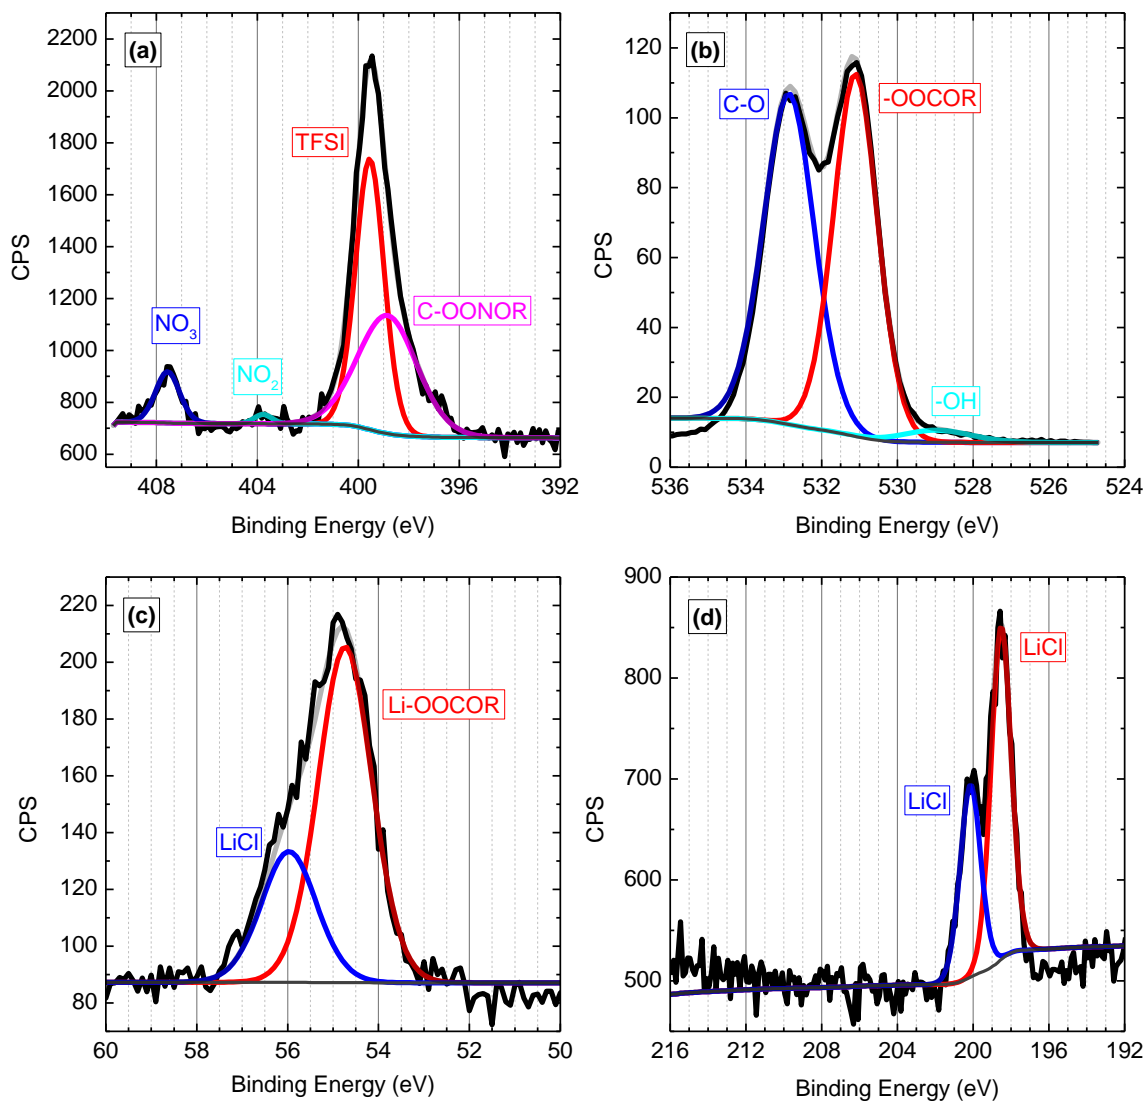 (a)
2200
2000
1800
1600
1400
1200
1000
800
600
CPS
TFSI
C-OONOR
NO3
NO2
408 404 400 396 392
Binding Energy (eV)
(b)
120
100
80
60
40
20
0
CPS
C-O
-OOCOR
-OH
536 534 532 530 528 526 524
Binding Energy (eV)
(c)
220
200
180
160
140
120
100
80
CPS
Li-OOCOR
LiCl
60 58 56 54 52 50
Binding Energy (eV)
(d)
900
800
700
600
500
CPS
LiCl
LiCl
216 212 208 204 200 196 192
Binding Energy (eV)